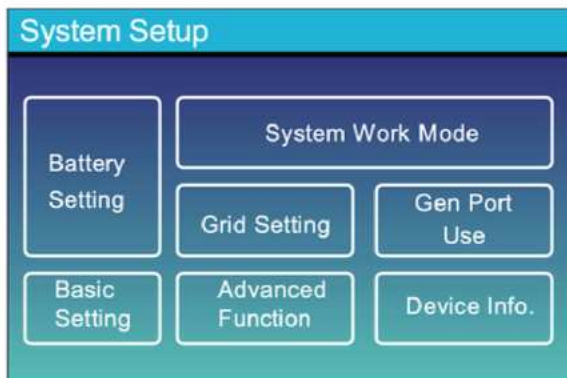 System Setup
Battery
Setting
System Work Mode
Grid Setting
Gen Port
Use
Basic
Setting
Advanced
Function
Device Info.